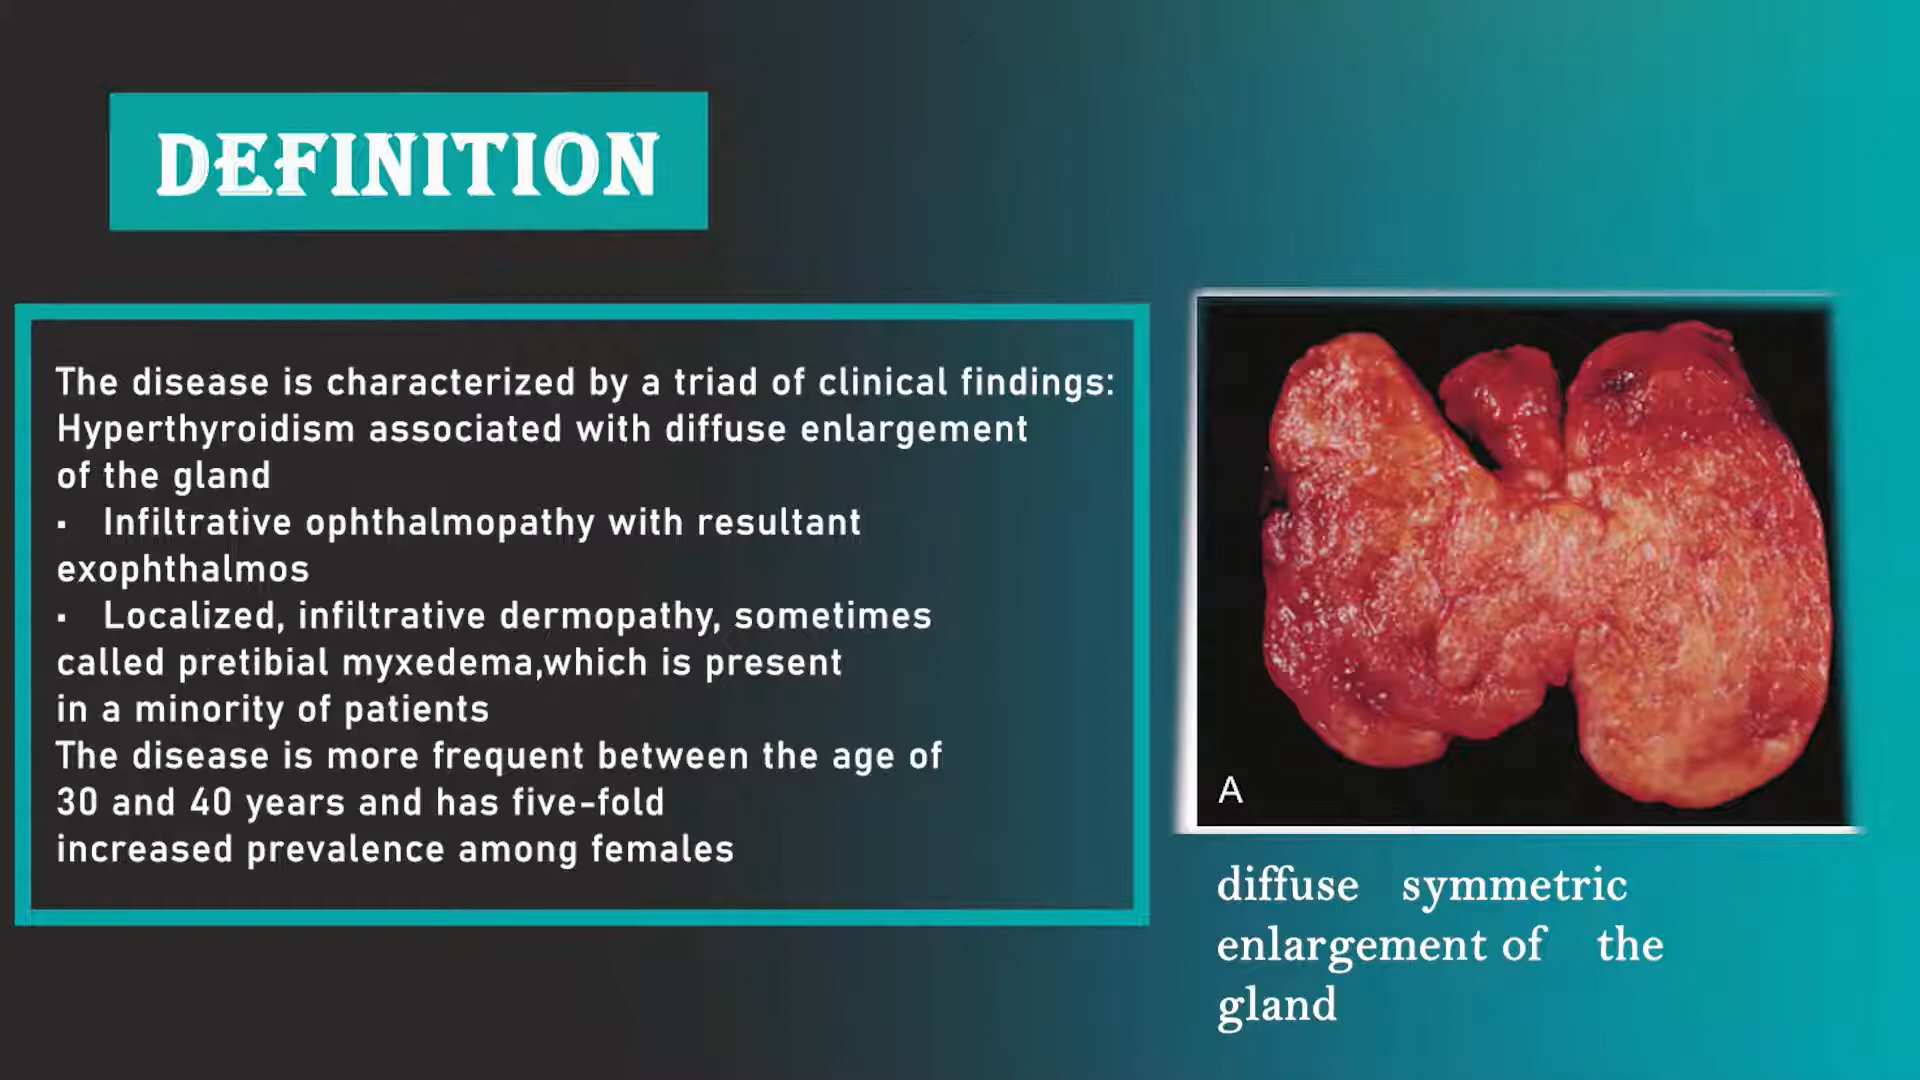 DEFINITION
The disease is characterized by a triad of clinical findings:
Hyperthyroidism associated with diffuse enlargement
of the gland
▪ Infiltrative ophthalmopathy with resultant
exophthalmos
▪ Localized, infiltrative dermopathy, sometimes
called pretibial myxedema,which is present
in a minority of patients
The disease is more frequent between the age of
30 and 40 years and has five-fold
increased prevalence among females
A
diffuse symmetric
enlargement of the
gland